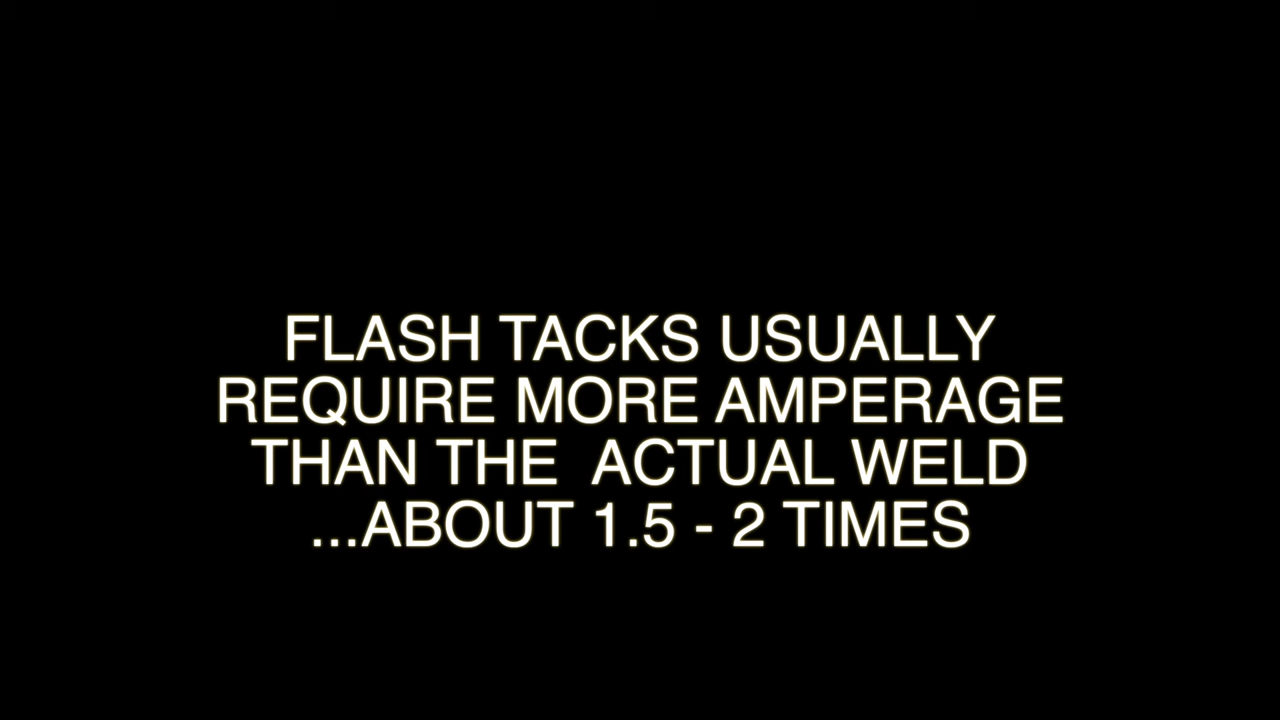 FLASH TACKS USUALLY
REQUIRE MORE AMPERAGE
THAN THE  ACTUAL WELD
...ABOUT 1.5 - 2 TIMES